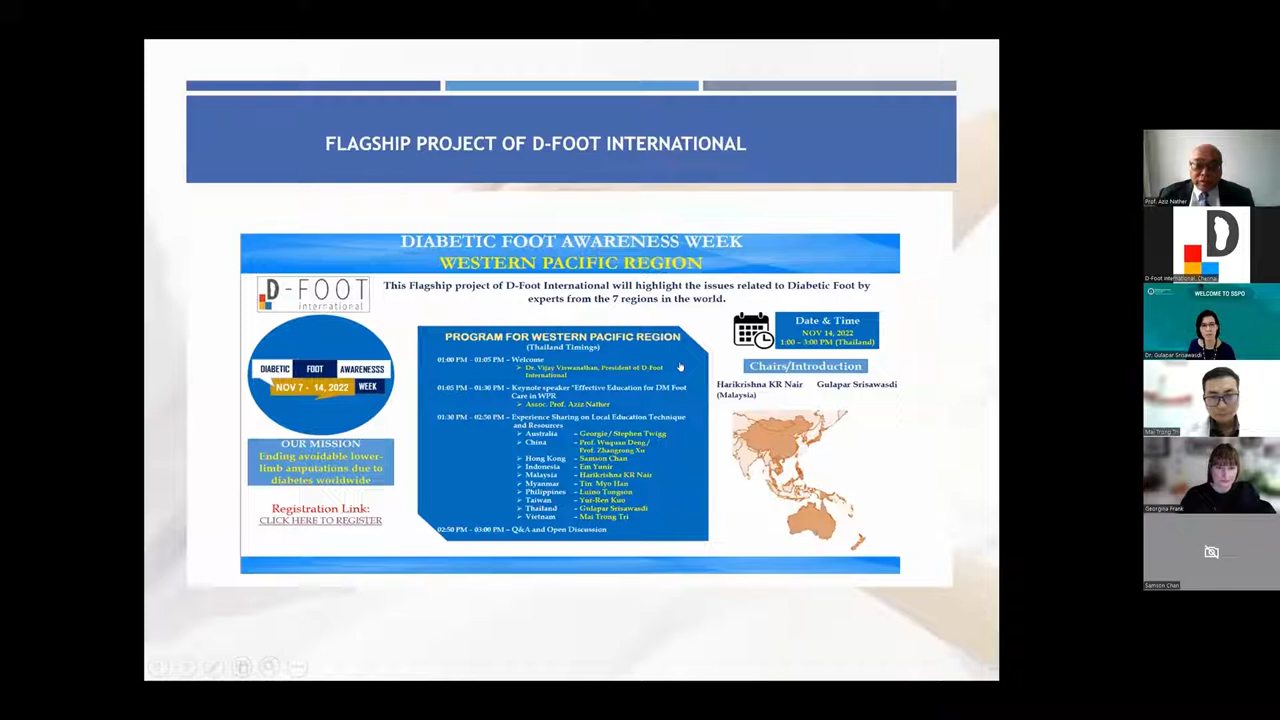 FLAGSHIP PROJECT OF D-FOOT INTERNATIONAL
DIABETIC FOOT AWARENESS WEEK
WESTERN PACIFIC REGION
D-FOOT
international
This Flagship project of D-Foot International will highlight the issues related to Diabetic Foot by
experts from the 7 regions in the world.
DIABETIC FOOT AWARENESSS
NOV 7 - 14, 2022 WEEK
OUR MISSION
Ending avoidable lower-
limb amputations due to
diabetes worldwide
Registration Link:
CLICK HERE TO REGISTER
PROGRAM FOR WESTERN PACIFIC REGION
(Thailand Timings)
01:00 PM - 01:05 PM – Welcome
➢ Dr. Vijay Viswanathan, President of D-Foot
International
01:05 PM - 01:30 PM – Keynote speaker "Effective Education for DM Foot
Care in WPR
➢ Assoc. Prof. Aziz Nather
01:30 PM - 02:50 PM – Experience Sharing on Local Education Technique
and Resources
➢ Australia – Georgie / Stephen Twigg
➢ China – Prof. Wuquan Deng/
Prof. Zhangrong Xu
➢ Hong Kong – Samson Chan
➢ Indonesia – Em Yunir
➢ Malaysia – Harikrishna KR Nair
➢ Myanmar – Tin Myo Han
➢ Philippines – Luinio Tongson
➢ Taiwan – Yur-Ren Kuo
➢ Thailand – Gulapar Srisawasdi
➢ Vietnam – Mai Trong Tri
02:50 PM - 03:00 PM – Q&A and Open Discussion
Date & Time
NOV 14, 2022
1:00 – 3:00 PM (Thailand)
Chairs/Introduction
Harikrishna KR Nair Gulapar Srisawasdi
(Malaysia)
Prof. Aziz Nather
D
D-Foot International, Chennai
WELCOME TO SSPO
Dr. Gulapar Srisawasdi
Mai Trong Tri
Georgina Frank
Samson Chan